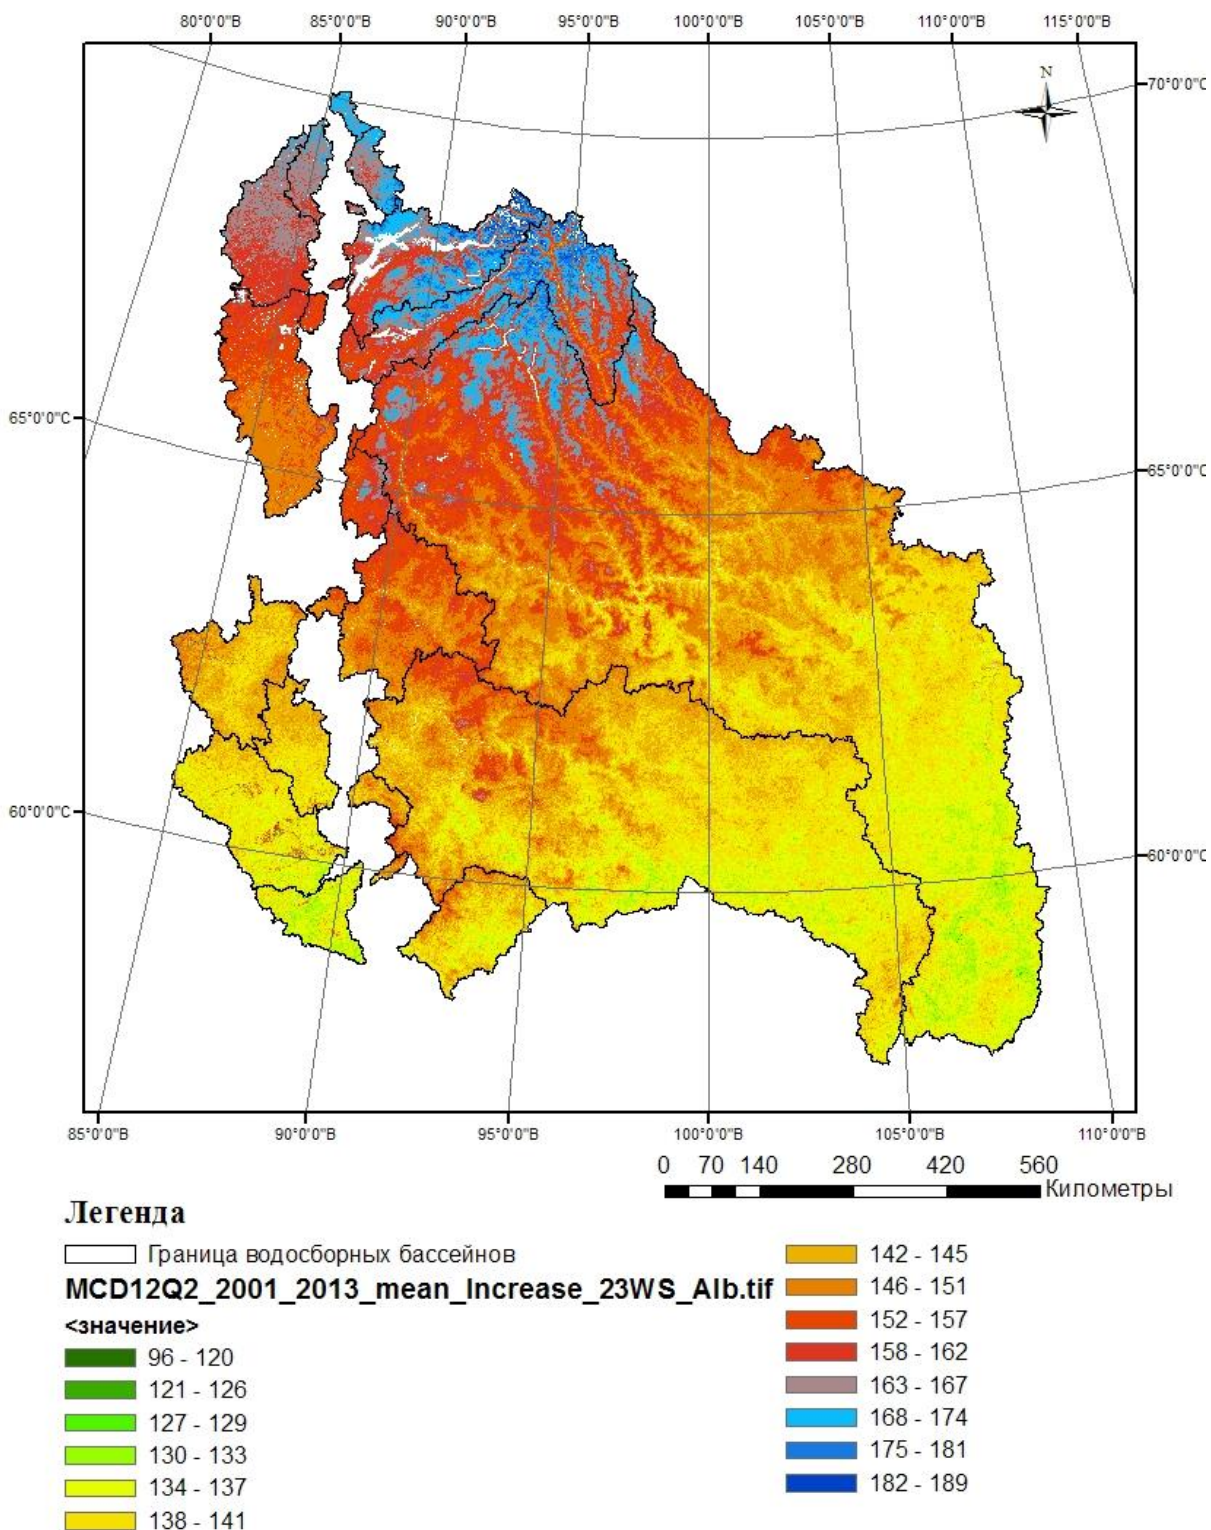 80°0'0"В 85°0'0"В 90°0'0"В 95°0'0"В 100°0'0"В 105°0'0"В 110°0'0"В 115°0'0"В
N
70°0'0"С
65°0'0"С
65°0'0"С
60°0'0"С
60°0'0"С
85°0'0"В 90°0'0"В 95°0'0"В 100°0'0"В 105°0'0"В 110°0'0"В
0 70 140 280 420 560
Километры
Легенда
Граница водосборных бассейнов
MCD12Q2_2001_2013_mean_Increase_23WS_Alb.tif
<значение>
96 - 120
121 - 126
127 - 129
130 - 133
134 - 137
138 - 141
142 - 145
146 - 151
152 - 157
158 - 162
163 - 167
168 - 174
175 - 181
182 - 189